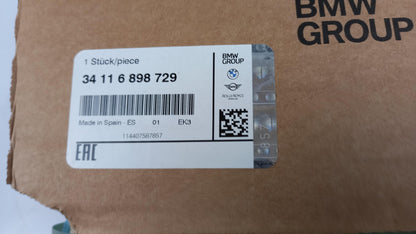 BMW
GROUP
1 Stück/piece
34 11 6 898 729
BMW
GROUP
Made in Spain - ES 01 EK3
114407587857
EAC